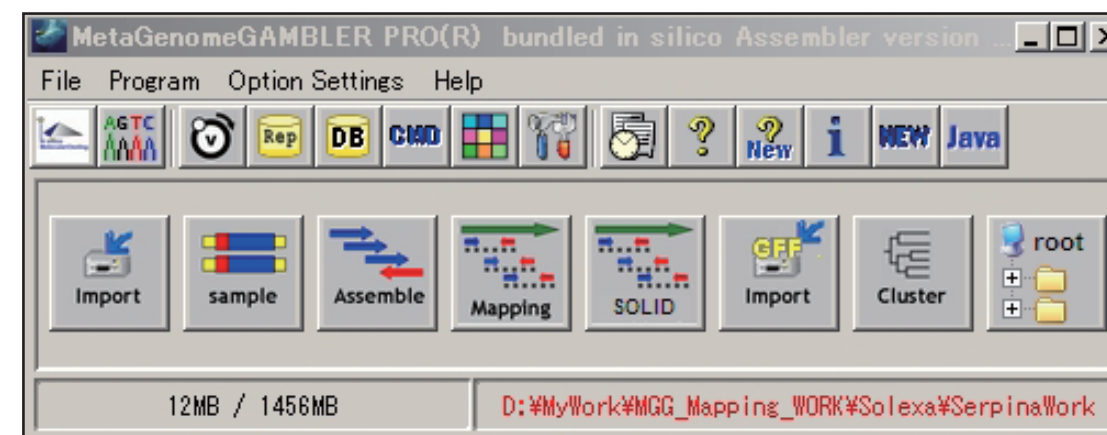 MetaGenomeGAMBLER PRO(R) bundled in silico Assembler version ...
File Program Option Settings Help
AGTC V Rep DB CMD ? ? New i NEW Java
Import sample Assemble Mapping SOLID GFF Import Cluster root
12MB / 1456MB D:¥MyWork¥MGG_Mapping_WORK¥Solexa¥SerpinaWork